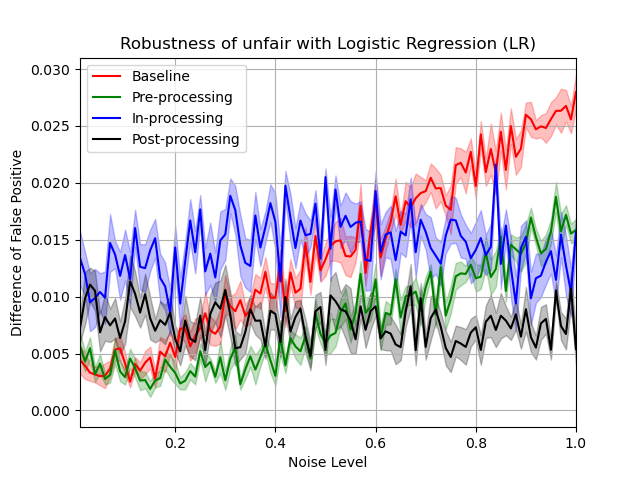 Robustness of unfair with Logistic Regression (LR)
0.030
0.025
0.020
0.015
0.010
0.005
0.000
Difference of False Positive
Baseline
Pre-processing
In-processing
Post-processing
0.2 0.4 0.6 0.8 1.0
Noise Level